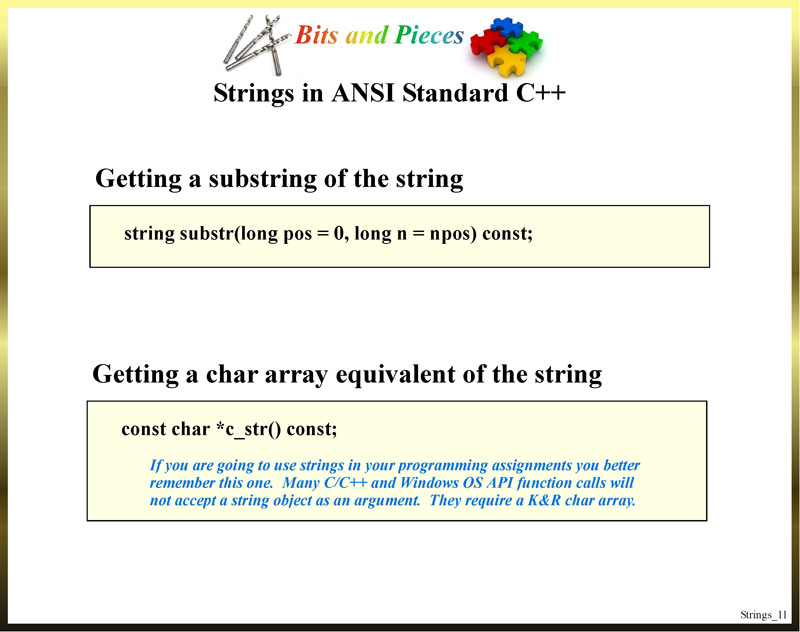 Bits and Pieces
Strings in ANSI Standard C++
Getting a substring of the string
string substr(long pos = 0, long n = npos) const;
Getting a char array equivalent of the string
const char *c_str() const;
If you are going to use strings in your programming assignments you better
remember this one.  Many C/C++ and Windows OS API function calls will
not accept a string object as an argument.  They require a K&R char array.
Strings_11